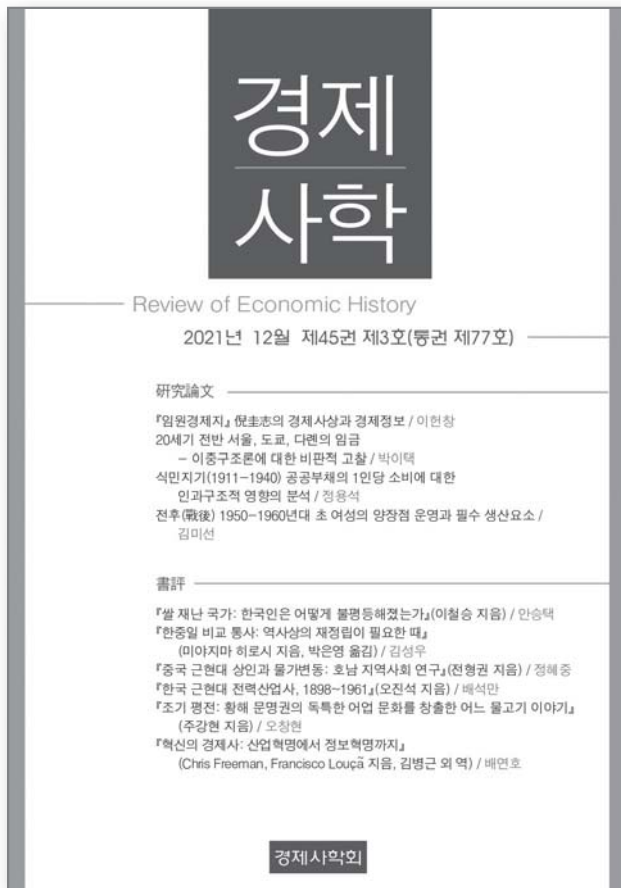 경제
사학
Review of Economic History
2021년 12월 제45권 제3호(통권 제77호)
硏究論文
『임원경제지』 倪圭志의 경제사상과 경제정보 / 이헌창
20세기 전반 서울, 도쿄, 다롄의 임금
– 이중구조론에 대한 비판적 고찰 / 박이택
식민지기(1911–1940) 공공부채의 1인당 소비에 대한
인과구조적 영향의 분석 / 정용석
전후(戰後) 1950–1960년대 초 여성의 양장점 운영과 필수 생산요소 /
김미선
書評
『쌀 재난 국가: 한국인은 어떻게 불평등해졌는가』(이철승 지음) / 안승택
『한중일 비교 통사: 역사상의 재정립이 필요한 때』
(미야지마 히로시 지음, 박은영 옮김) / 김성우
『중국 근현대 상인과 물가변동: 호남 지역사회 연구』(전형권 지음) / 정혜중
『한국 근현대 전력산업사, 1898~1961』(오진석 지음) / 배석만
『조기 평전: 황해 문명권의 독특한 어업 문화를 창출한 어느 물고기 이야기』
(주강현 지음) / 오창현
『혁신의 경제사: 산업혁명에서 정보혁명까지』
(Chris Freeman, Francisco Louçã 지음, 김병근 외 역) / 배연호
경제사학회